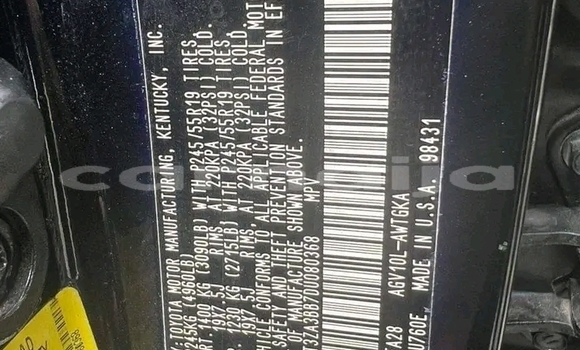 Y:TOYOTA MOTOR MANUFACTURING, KENTUCKY, INC.
245KG (4960LB)
RT 1400 KG (3090LB) WITH P245/55R19 TIRES,
19X7.5J RIMS, AT 220KPA (32PSI) COLD.
1230 KG (2715LB) WITH P245/55R19 TIRES,
19X7.5J RIMS, AT 220KPA (32PSI) COLD.
HICLE CONFORMS TO ALL APPLICABLE FEDERAL MOT
SAFETY AND THEFT PREVENTION STANDARDS IN EF
OF MANUFACTURE SHOWN ABOVE.
T3ZA3BB7DU080368 MPV
AGV10L-AWTGKA
TA28
U760E MADE IN U.S.A. 98431